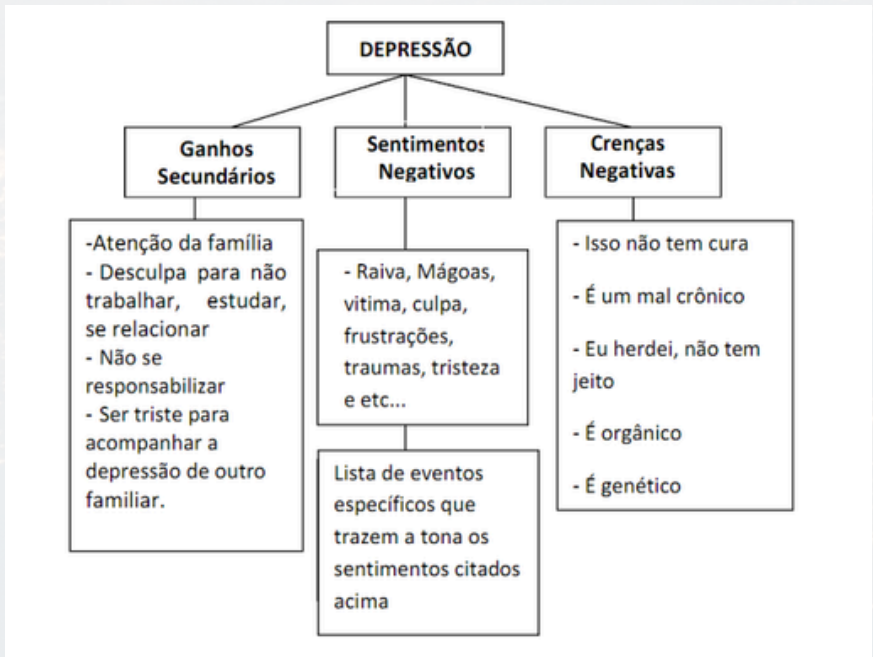 DEPRESSÃO
Ganhos
Secundários
-Atenção da família
- Desculpa para não
trabalhar, estudar,
se relacionar
- Não se
responsabilizar
- Ser triste para
acompanhar a
depressão de outro
familiar.
Sentimentos
Negativos
- Raiva, Mágoas,
vitima, culpa,
frustrações,
traumas, tristeza
e etc...
Lista de eventos
específicos que
trazem a tona os
sentimentos citados
acima
Crenças
Negativas
- Isso não tem cura
- É um mal crônico
- Eu herdei, não tem
jeito
- É orgânico
- É genético